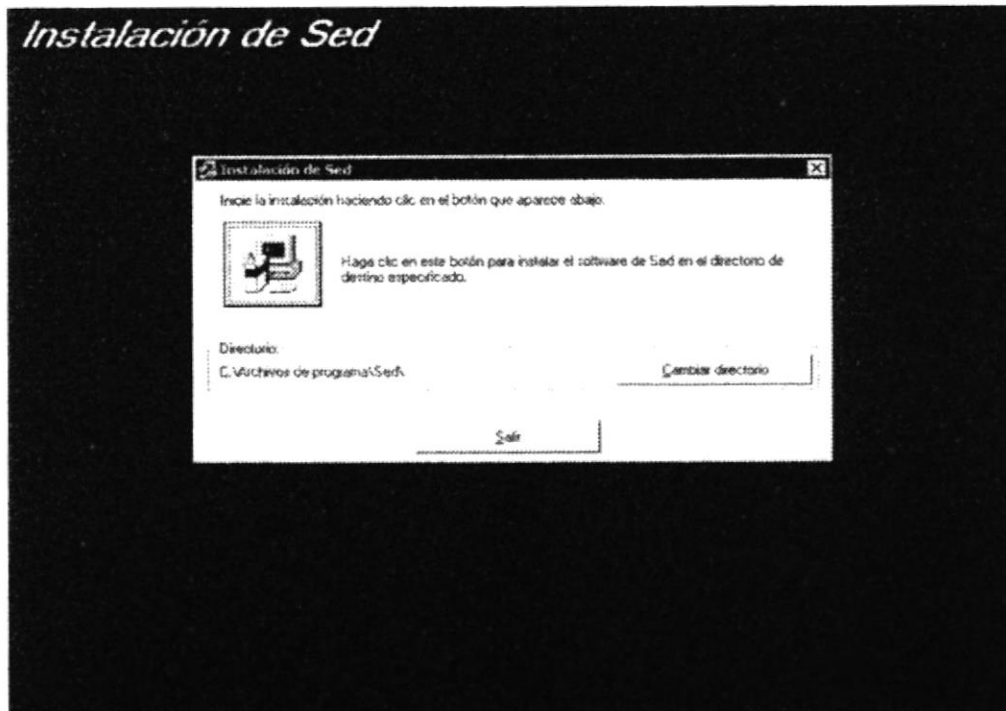 Instalación de Sed
Instalación de Sed
Inicie la instalación haciendo clic en el botón que aparece abajo.
Haga clic en este botón para instalar el software de Sed en el directorio de
destino especificado.
Directorio:
C:\Archivos de programa\Sed\
Cambiar directorio
Salir